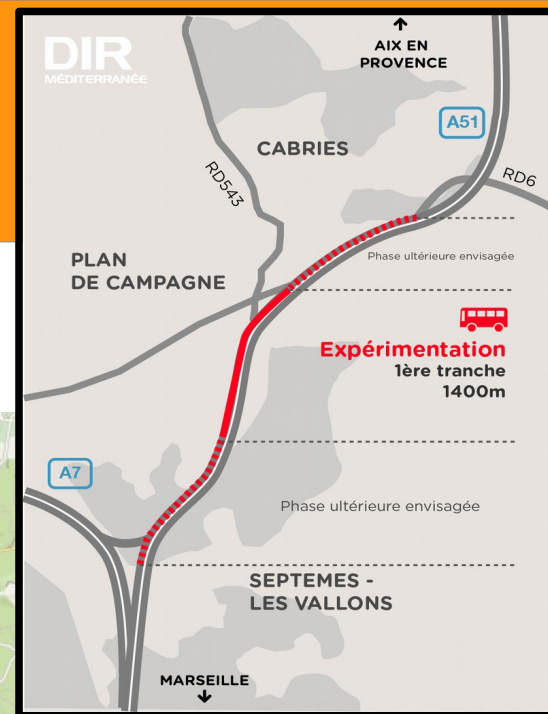 DIR
MÉDITERRANÉE
AIX EN
PROVENCE
A51
CABRIES
RD543
RD6
PLAN
DE CAMPAGNE
Phase ultérieure envisagée
Expérimentation
1ère tranche
1400m
A7
Phase ultérieure envisagée
SEPTEMES -
LES VALLONS
MARSEILLE